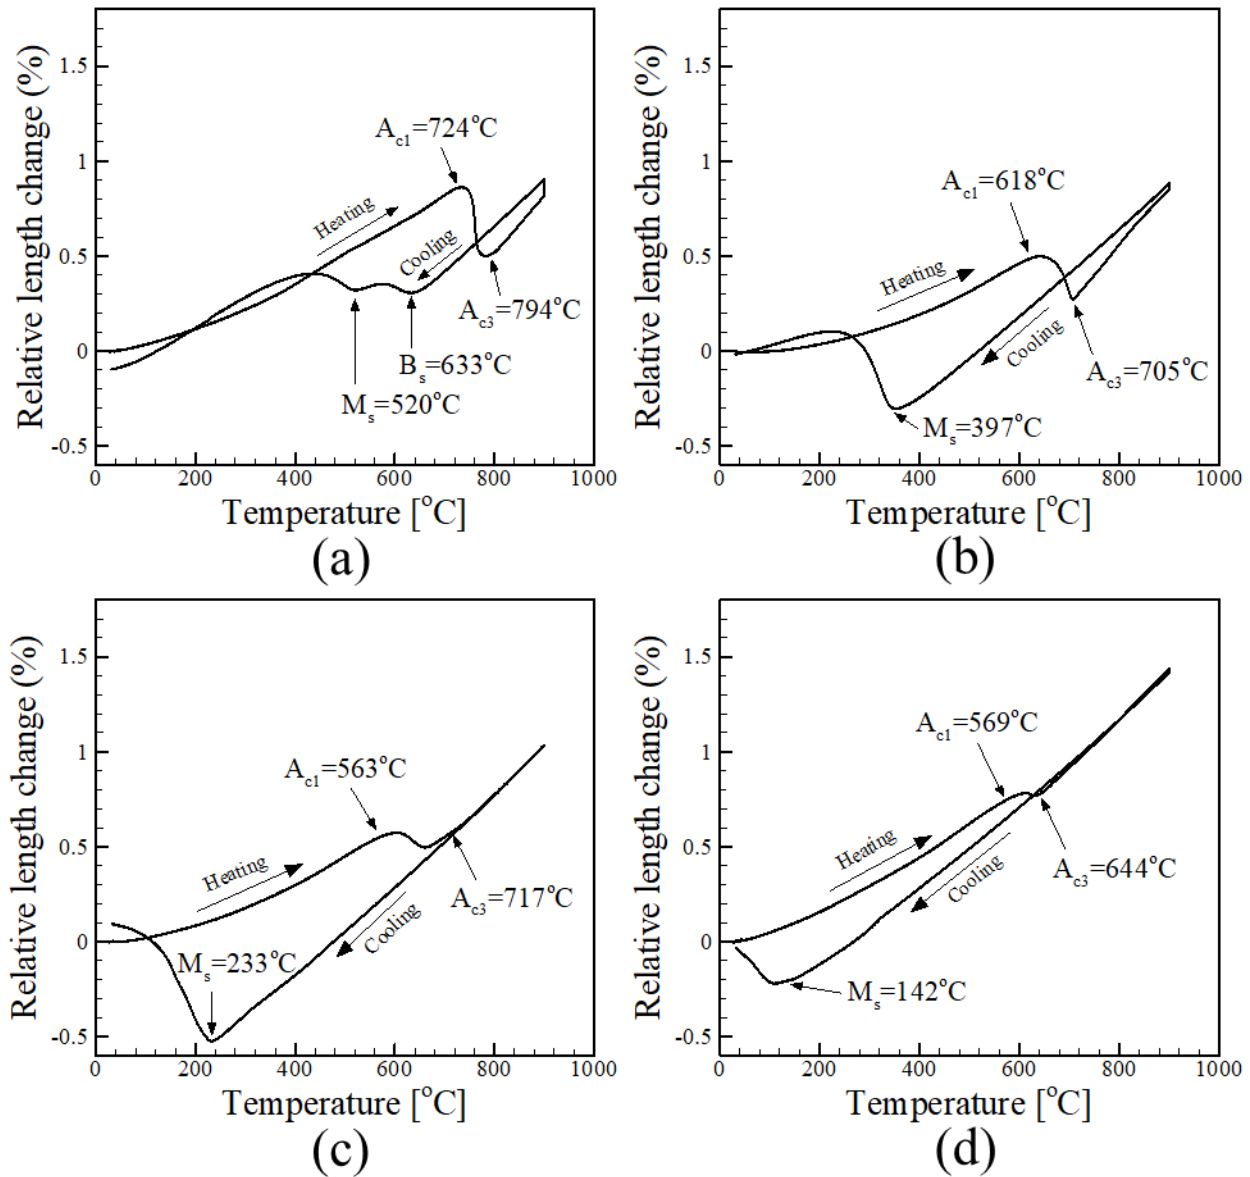 Relative length change (%)
1.5
1
0.5
0
-0.5
A_c1=724°C
Heating
Cooling
A_c3=794°C
B_s=633°C
M_s=520°C
0 200 400 600 800 1000
Temperature [°C]
(a)
Relative length change (%)
1.5
1
0.5
0
-0.5
A_c1=618°C
Heating
Cooling
A_c3=705°C
M_s=397°C
0 200 400 600 800 1000
Temperature [°C]
(b)
Relative length change (%)
1.5
1
0.5
0
-0.5
A_c1=563°C
Heating
Cooling
A_c3=717°C
M_s=233°C
0 200 400 600 800 1000
Temperature [°C]
(c)
Relative length change (%)
1.5
1
0.5
0
-0.5
A_c1=569°C
Heating
Cooling
A_c3=644°C
M_s=142°C
0 200 400 600 800 1000
Temperature [°C]
(d)